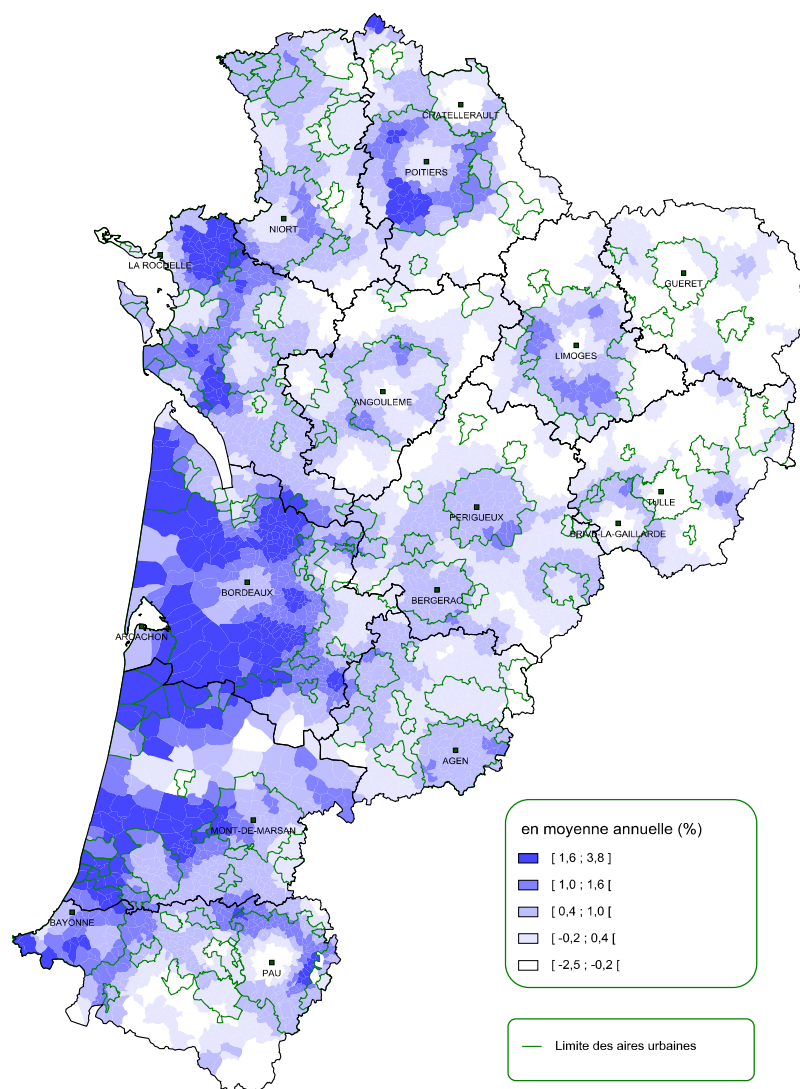 CHATELLERAULT
POITIERS
NIORT
LA ROCHELLE
GUERET
LIMOGES
ANGOULEME
TULLE
PERIGUEUX
BRIVE-LA-GAILLARDE
BORDEAUX
BERGERAC
ARCACHON
AGEN
MONT-DE-MARSAN
BAYONNE
PAU
en moyenne annuelle (%)
[ 1,6 ; 3,8 ]
[ 1,0 ; 1,6 [
[ 0,4 ; 1,0 [
[ -0,2 ; 0,4 [
[ -2,5 ; -0,2 [
Limite des aires urbaines